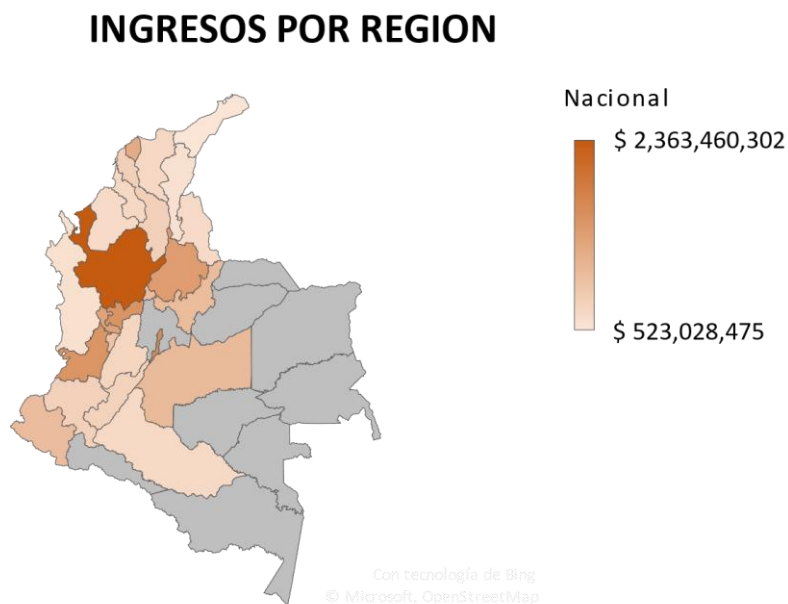 INGRESOS POR REGION
Nacional
$ 2,363,460,302
$ 523,028,475
Con tecnología de Bing
© Microsoft, OpenStreetMap